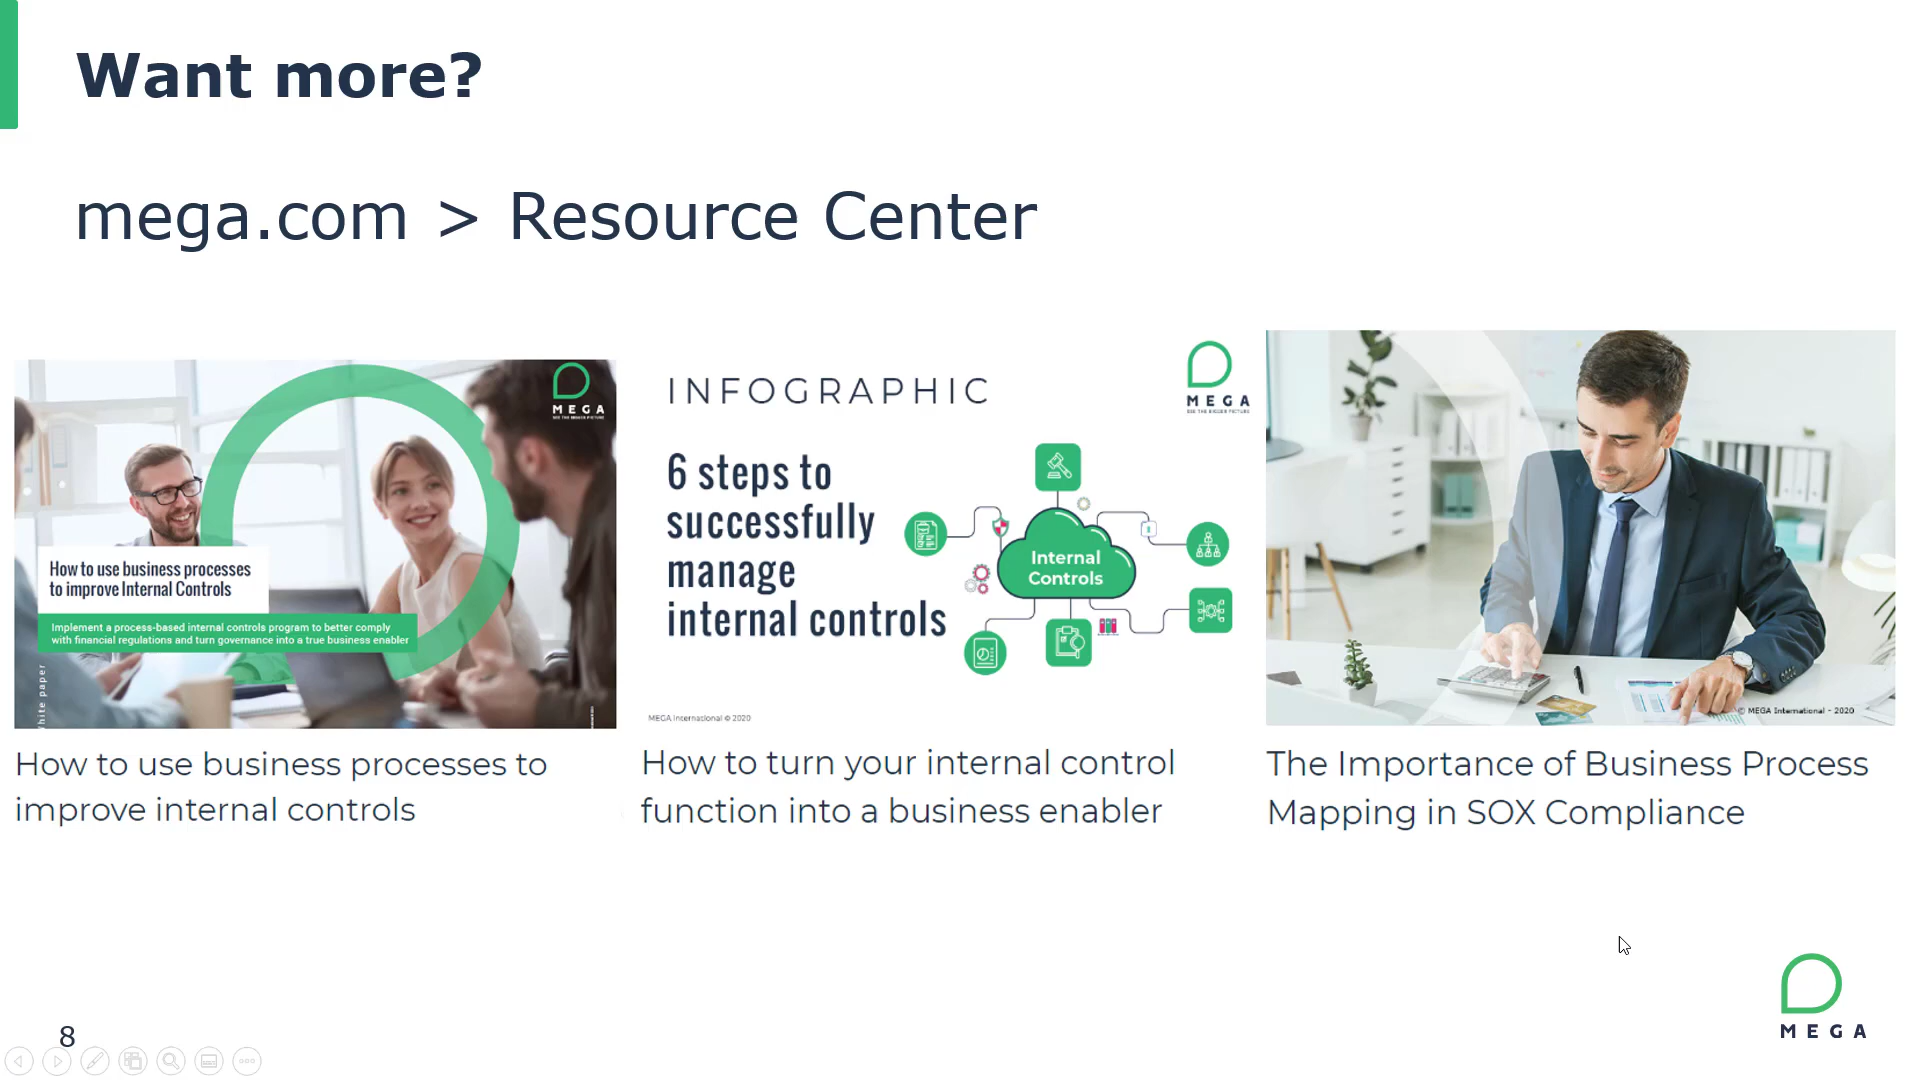 Want more?
mega.com > Resource Center
MEGA
SEE THE BIGGER PICTURE
How to use business processes
to improve Internal Controls
Implement a process-based internal controls program to better comply
with financial regulations and turn governance into a true business enabler
INFOGRAPHIC
MEGA
SEE THE BIGGER PICTURE
6 steps to
successfully
manage
internal controls
Internal
Controls
MEGA International © 2020
© MEGA International - 2020
How to use business processes to
improve internal controls
How to turn your internal control
function into a business enabler
The Importance of Business Process
Mapping in SOX Compliance
8
MEGA